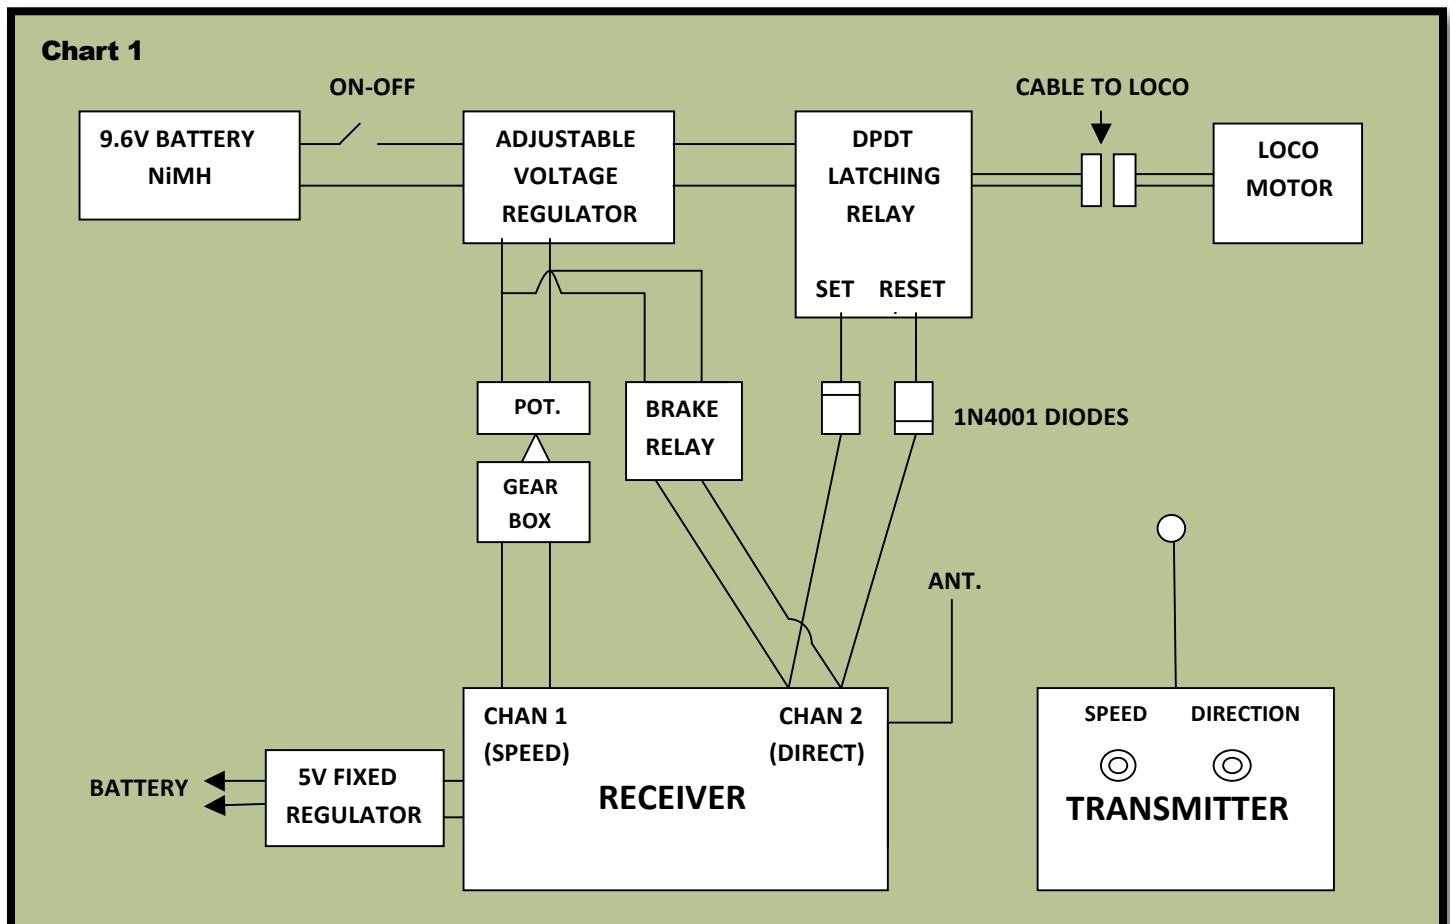 Chart 1
ON-OFF
CABLE TO LOCO
9.6V BATTERY
NiMH
ADJUSTABLE
VOLTAGE
REGULATOR
DPDT
LATCHING
RELAY
SET RESET
LOCO
MOTOR
POT.
BRAKE
RELAY
1N4001 DIODES
GEAR
BOX
ANT.
CHAN 1
(SPEED)
CHAN 2
(DIRECT)
RECEIVER
BATTERY
5V FIXED
REGULATOR
SPEED DIRECTION
TRANSMITTER